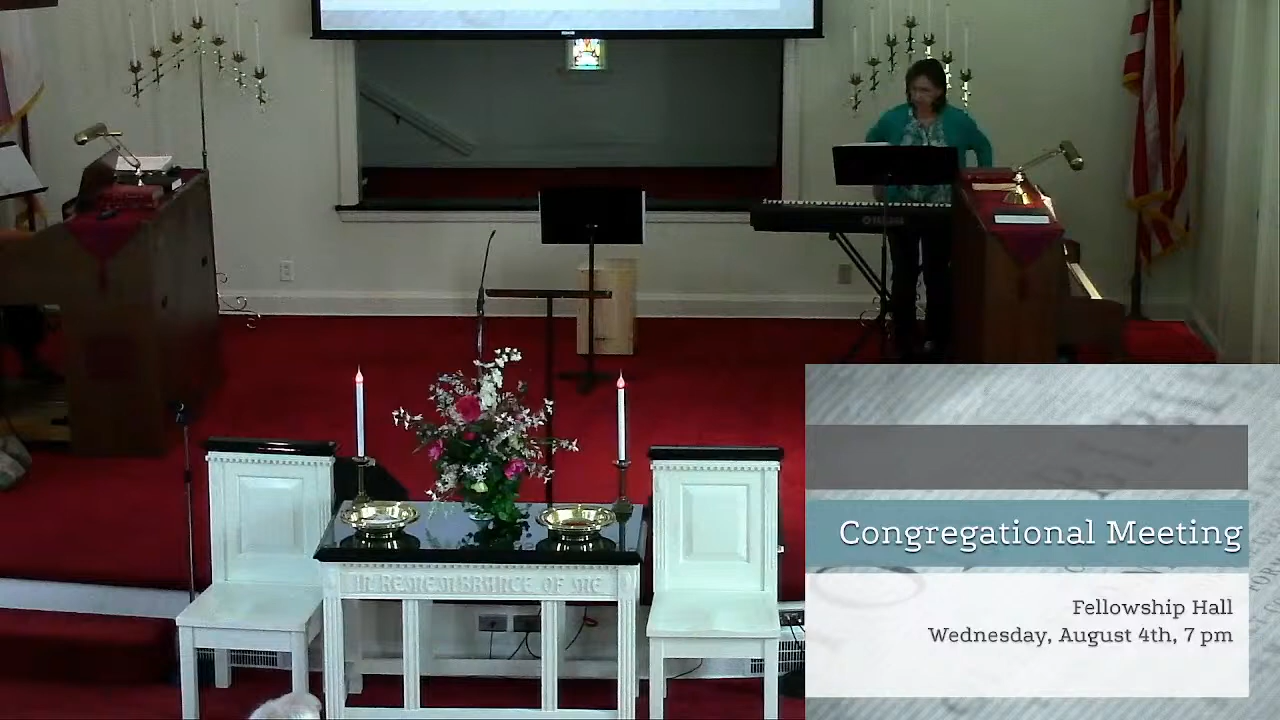 IN REMEMBRANCE OF ME
Congregational Meeting
Fellowship Hall
Wednesday, August 4th, 7 pm